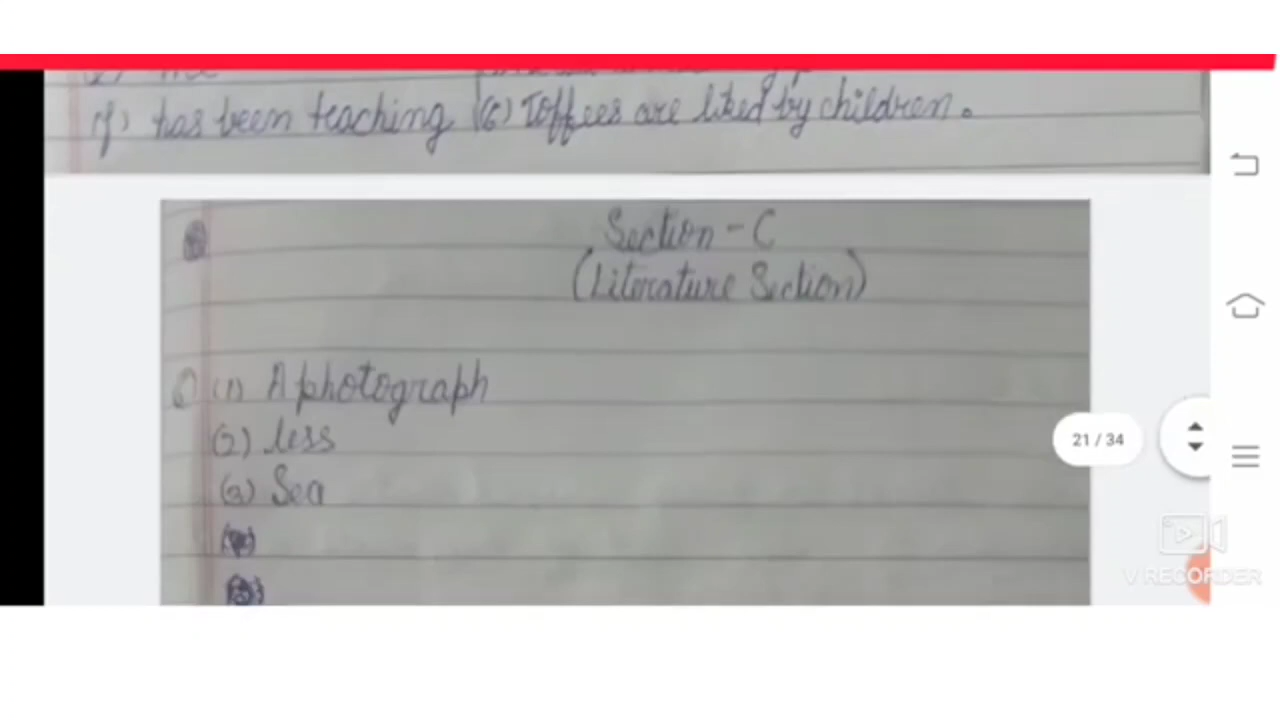 f) has been teaching (6) Toffees are liked by children.
Section - C
(Literature Section)
(1) A photograph
(2) less
(3) Sea
21 / 34
V RECORDER